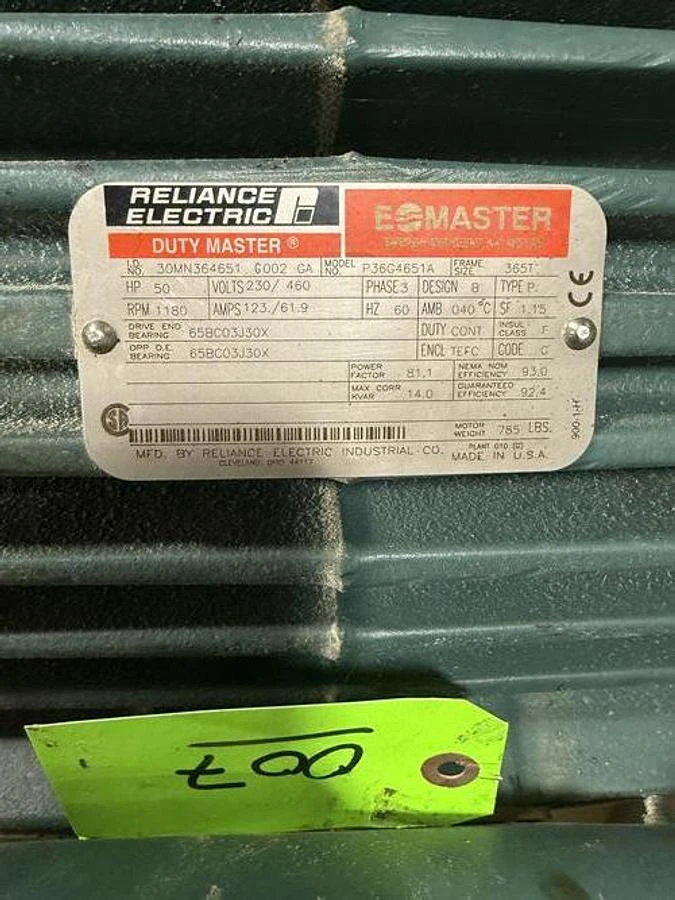 RELIANCE
ELECTRIC
DUTY MASTER ®
E MASTER
I.D. NO. 30MN364651 G002 GA MODEL NO. P36G4651A FRAME SIZE 365T
HP 50 VOLTS 230/ 460 PHASE 3 DESIGN B TYPE P
RPM 1180 AMPS 123./61.9 HZ 60 AMB 040 °C SF 1.15
DRIVE END BEARING 65BC03J30X DUTY CONT INSUL. CLASS F
OPP D.E. BEARING 65BC03J30X ENCL TEFC CODE G
POWER FACTOR 81.1 NEMA NOM EFFICIENCY 93.0
MAX CORR KVAR 14.0 GUARANTEED EFFICIENCY 92.4
MOTOR WEIGHT 785 LBS.
MFD. BY RELIANCE ELECTRIC INDUSTRIAL CO. MADE IN U.S.A.
CLEVELAND, OHIO 44117
CE
SA
007